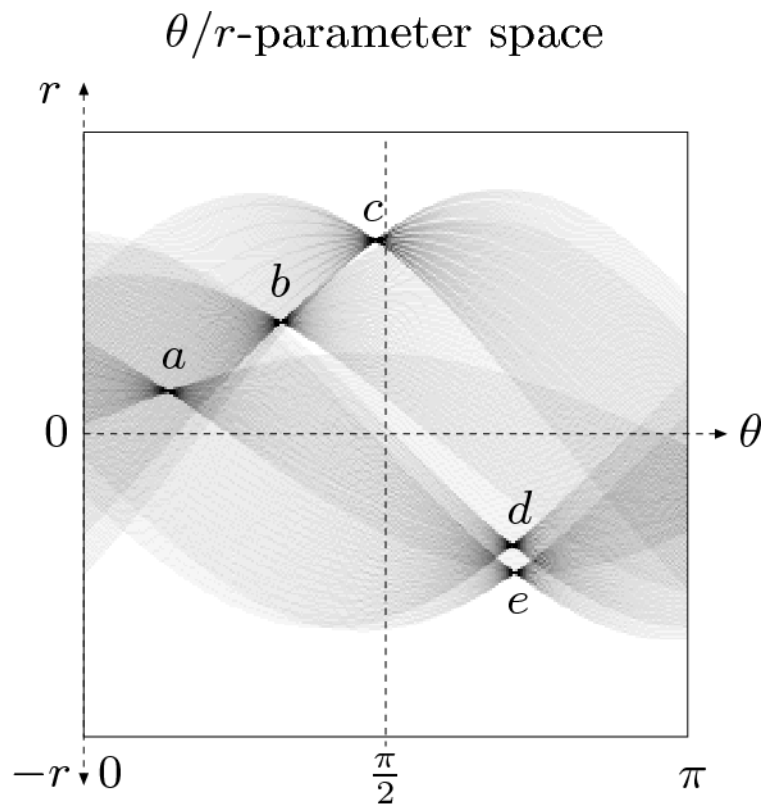 θ/r-parameter space
r
c
b
a
0
θ
d
e
−r 0 π/2 π